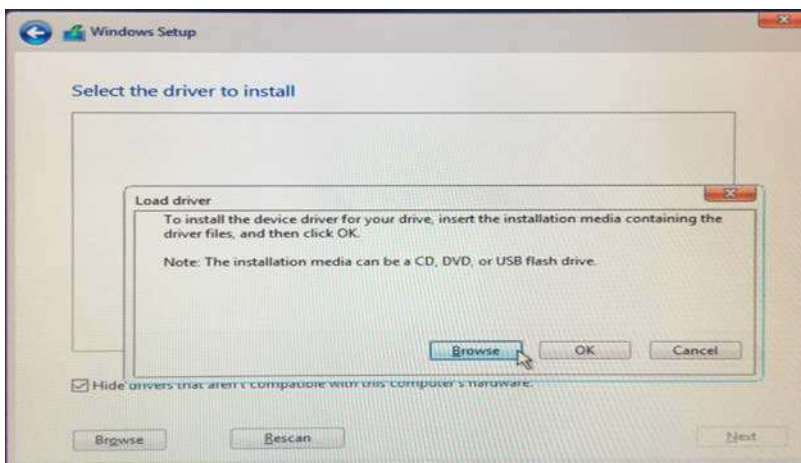 Windows Setup
Select the driver to install
Load driver
To install the device driver for your drive, insert the installation media containing the
driver files, and then click OK.
Note: The installation media can be a CD, DVD, or USB flash drive.
Browse
OK
Cancel
Hide drivers that aren't compatible with this computer's hardware.
Browse
Rescan
Next